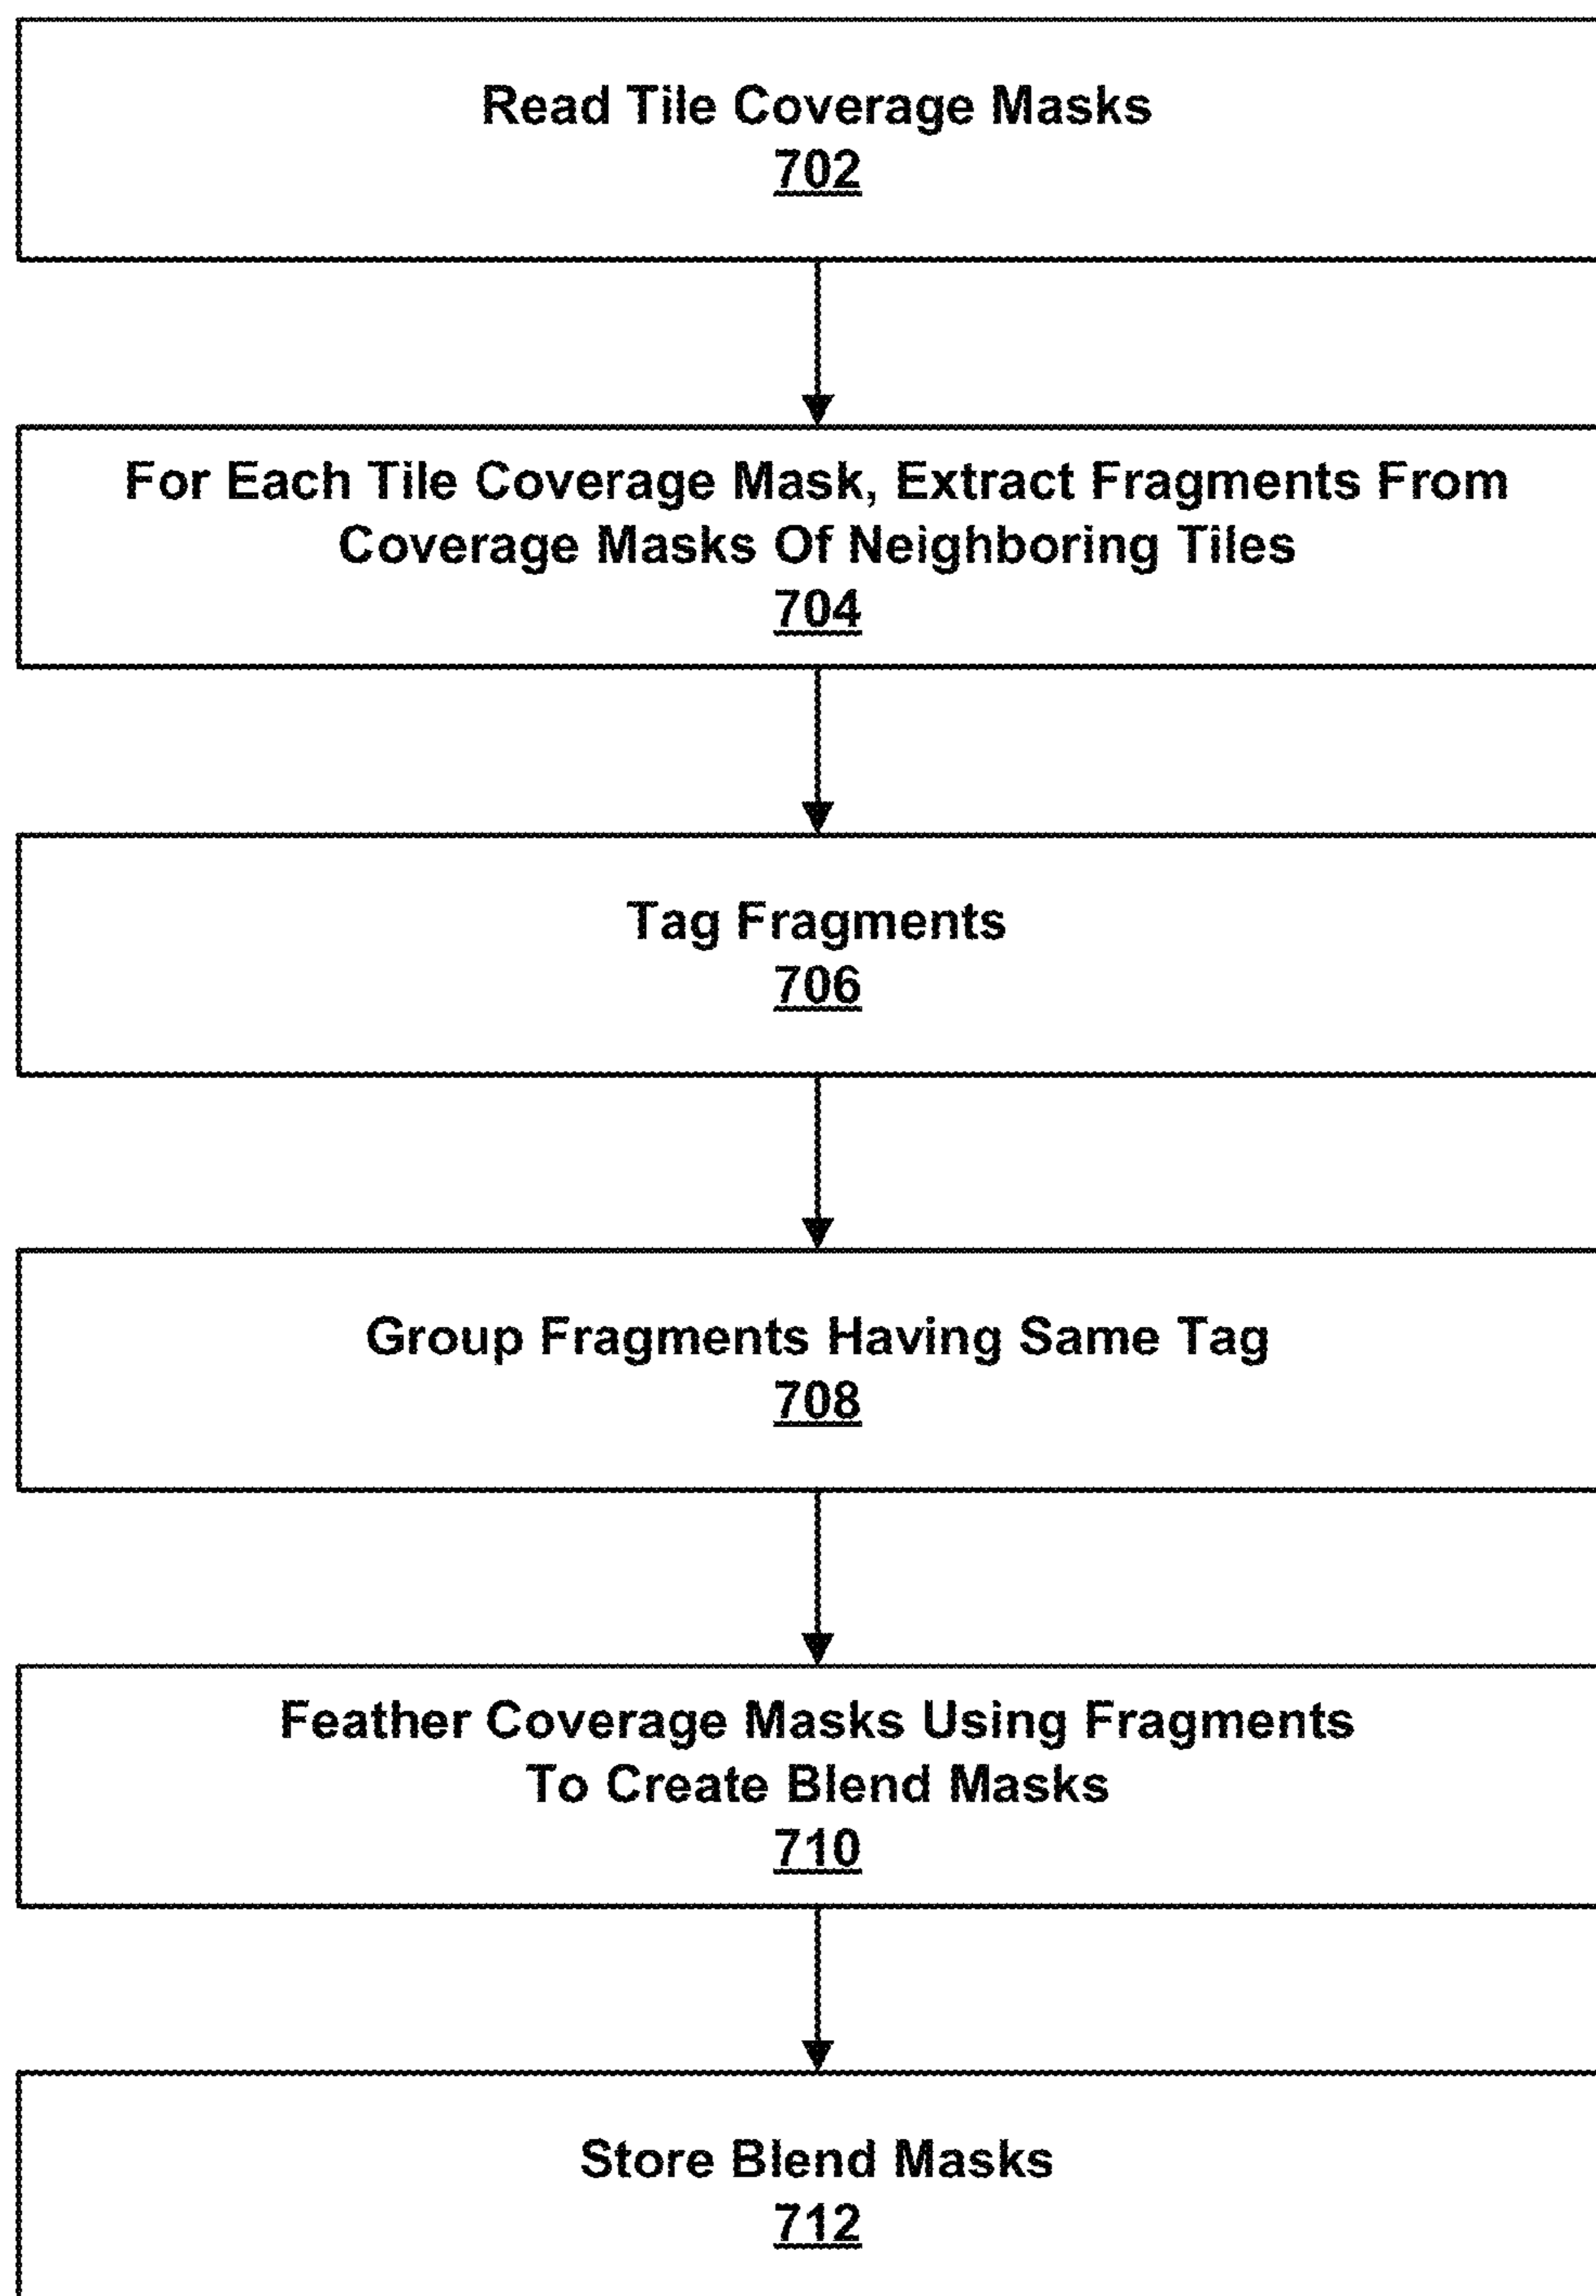 Read Tile Coverage Masks
702
For Each Tile Coverage Mask, Extract Fragments From
Coverage Masks Of Neighboring Tiles
704
Tag Fragments
706
Group Fragments Having Same Tag
708
Feather Coverage Masks Using Fragments
To Create Blend Masks
710
Store Blend Masks
712